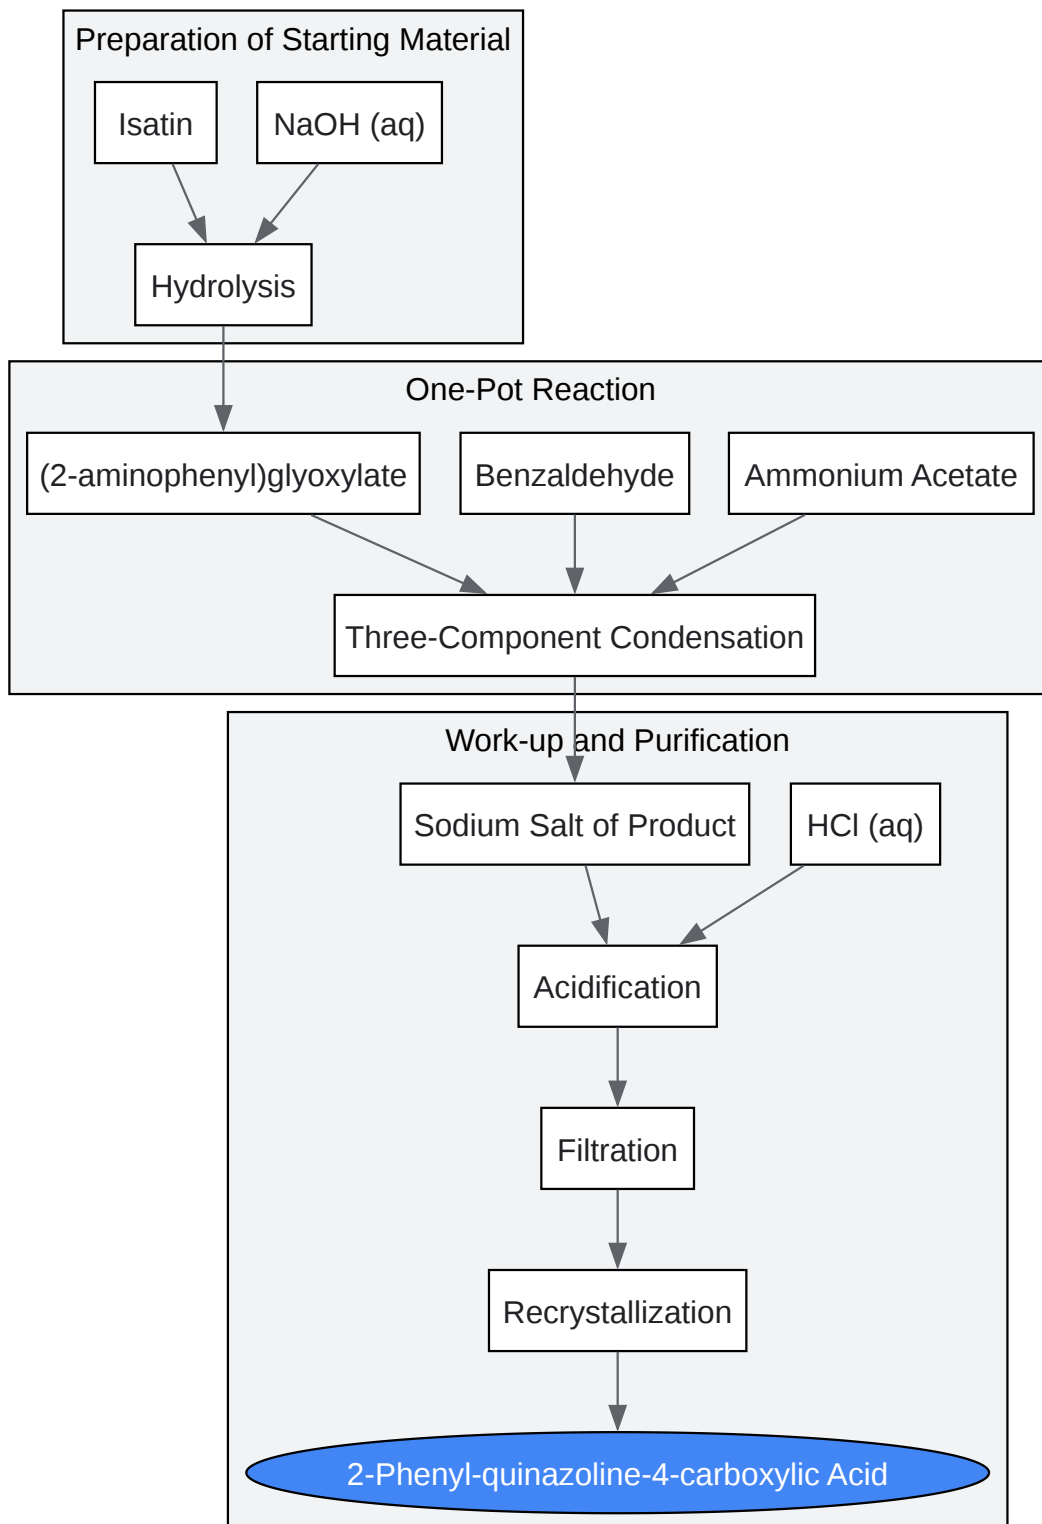 Preparation of Starting Material
Isatin
NaOH (aq)
Hydrolysis
One-Pot Reaction
(2-aminophenyl)glyoxylate
Benzaldehyde
Ammonium Acetate
Three-Component Condensation
Work-up and Purification
Sodium Salt of Product
HCl (aq)
Acidification
Filtration
Recrystallization
2-Phenyl-quinazoline-4-carboxylic Acid